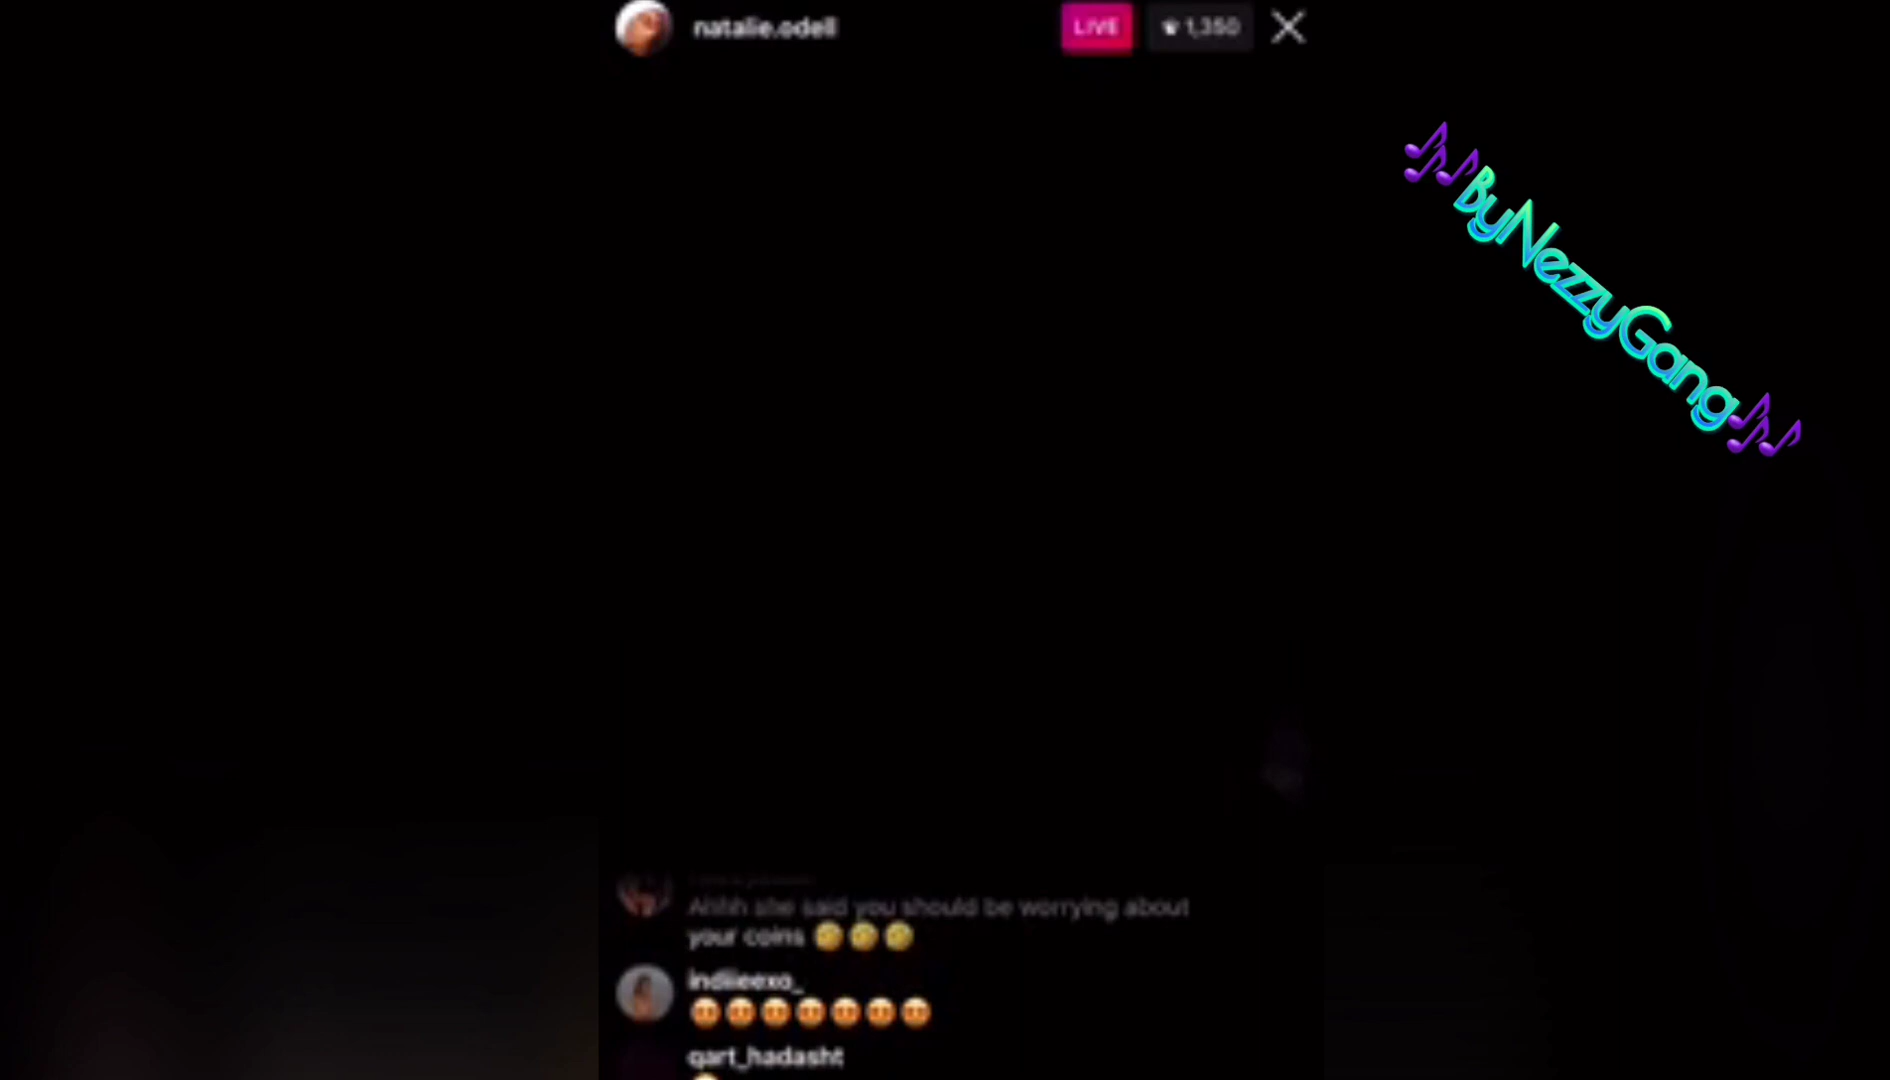 natalie.odell
LIVE
1,350
ByNezzyGang
Ahhh she said you should be worrying about
your coins 🤣🤣🤣
indiieexo_
qart_hadasht